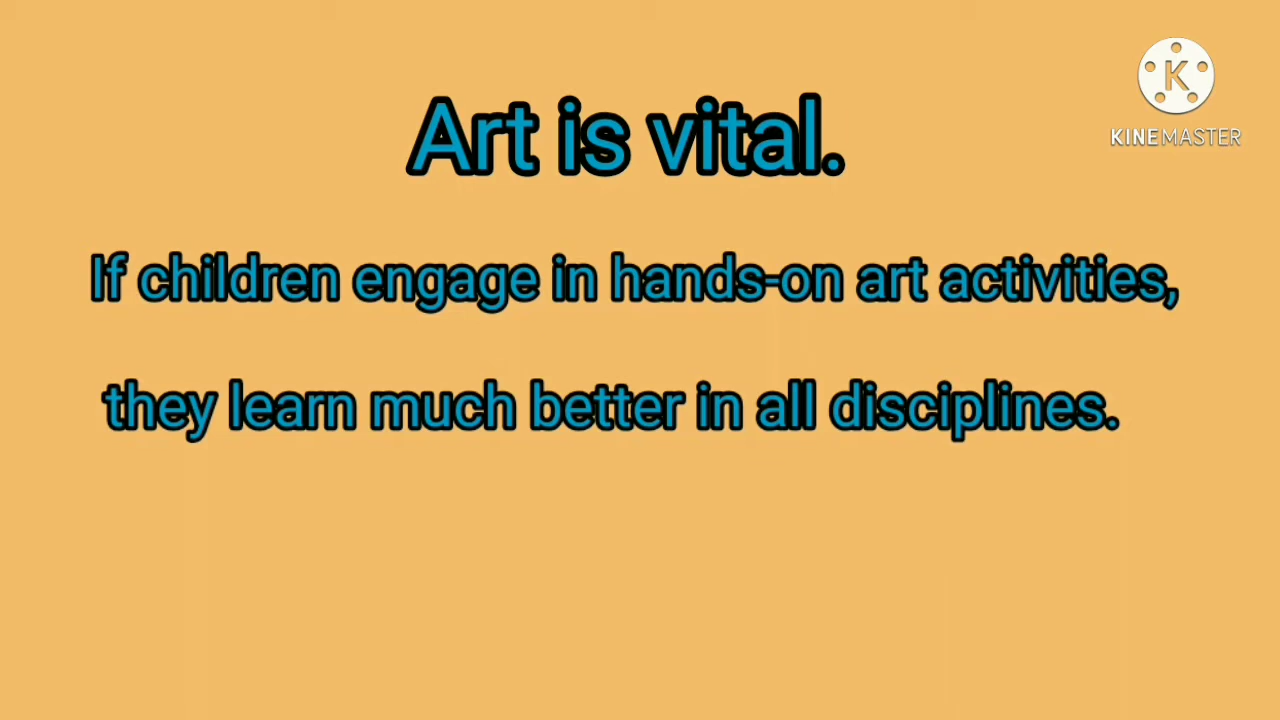 Art is vital.
KINEMASTER
If children engage in hands-on art activities,
they learn much better in all disciplines.